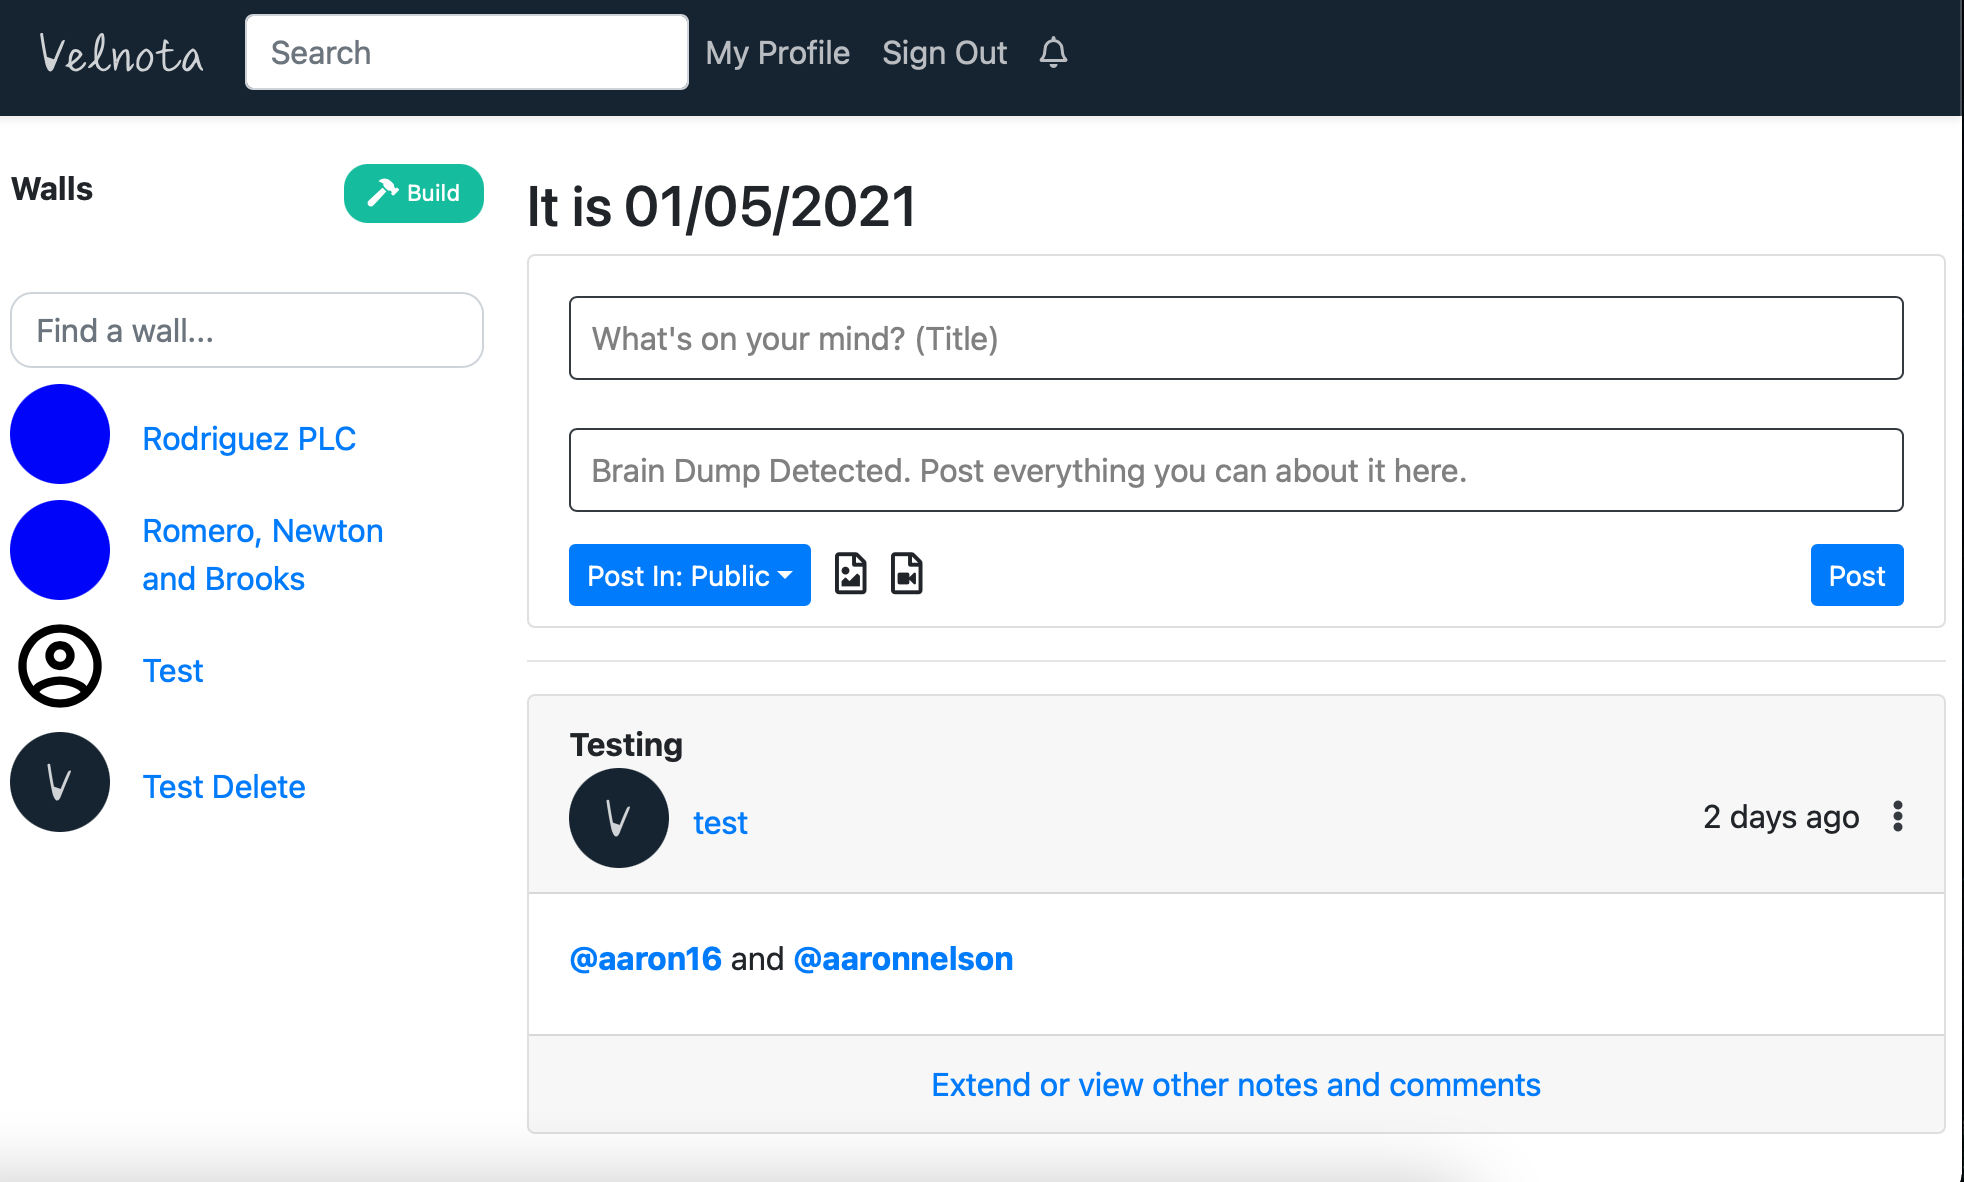 Velnota
Search
My Profile
Sign Out
Walls
Build
Find a wall...
Rodriguez PLC
Romero, Newton
and Brooks
Test
V
Test Delete
It is 01/05/2021
What's on your mind? (Title)
Brain Dump Detected. Post everything you can about it here.
Post In: Public
Post
Testing
V
test
2 days ago
@aaron16 and @aaronnelson
Extend or view other notes and comments